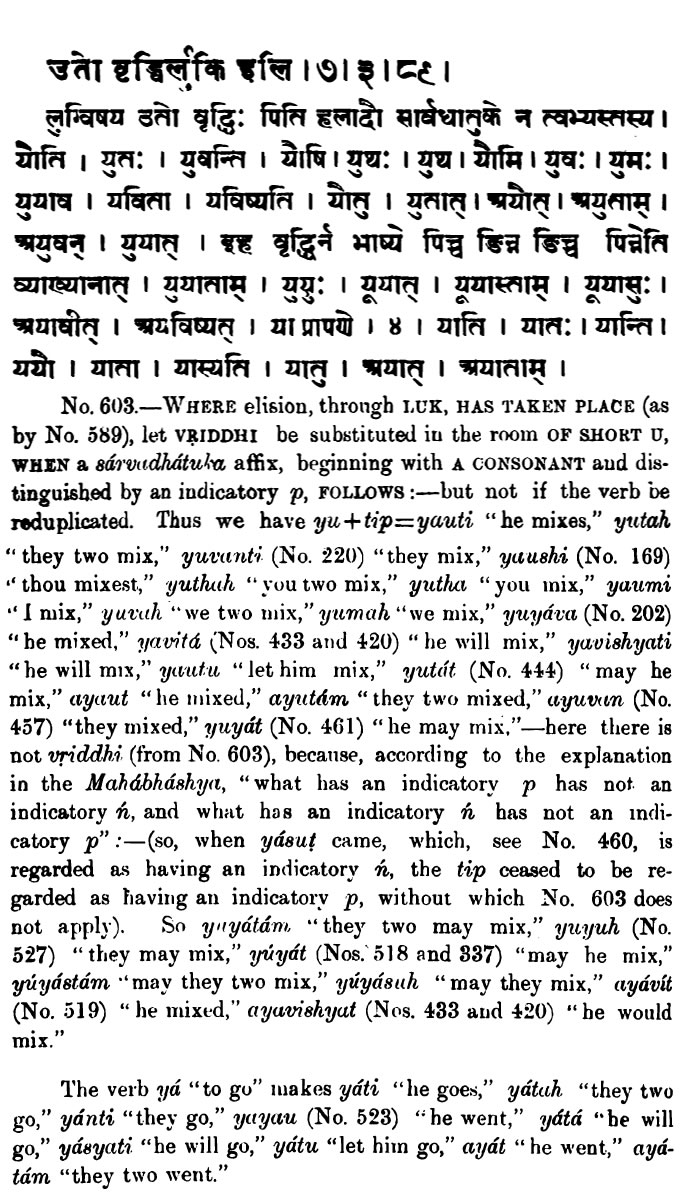 उतो वृद्धिर्लुकि हलि । ७ । ३ । ८९ ।
लुग्विषय उतो वृद्धिः पिति हलादौ सार्वधातुके न त्वभ्यस्तस्य ।
यौति । युतः । युवन्ति । यौषि । युथः । युथ । यौमि । युवः । युमः ।
युयाव । यविता । यविष्यति । यौतु । युतात् । अयौत् । अयुताम् ।
अयुवन् । युयात् । इह वृद्धिर्न भाष्ये पिच्च ङिन्न ङिच्च पिन्नेति
व्याख्यानात् । युयाताम् । युयुः । यूयात् । यूयास्ताम् । यूयासुः ।
अयावीत् । अयविष्यत् । या प्रापणे । ४ । याति । यातः । यान्ति ।
ययौ । याता । यास्यति । यातु । अयात् । अयाताम् ।
No. 603.—WHERE elision, through LUK, HAS TAKEN PLACE (as
by No. 589), let VṚIDDHI be substituted in the room OF SHORT U,
WHEN a sárvadhátuka affix, beginning with A CONSONANT and dis-
tinguished by an indicatory p, FOLLOWS:—but not if the verb be
reduplicated. Thus we have yu+tip=yauti "he mixes," yutah
"they two mix," yuvanti (No. 220) "they mix," yaushi (No. 169)
"thou mixest," yuthah "you two mix," yutha "you mix," yaumi
"I mix," yuvah "we two mix," yumah "we mix," yuyáva (No. 202)
"he mixed," yavitá (Nos. 433 and 420) "he will mix," yavishyati
"he will mix," yautu "let him mix," yutát (No. 444) "may he
mix," ayaut "he mixed," ayutám "they two mixed," ayuvan (No.
457) "they mixed," yuyát (No. 461) "he may mix,"—here there is
not vṛiddhi (from No. 603), because, according to the explanation
in the Mahábháshya, "what has an indicatory p has not an
indicatory ń, and what has an indicatory ń has not an indi-
catory p":—(so, when yásuṭ came, which, see No. 460, is
regarded as having an indicatory ń, the tip ceased to be re-
garded as having an indicatory p, without which No. 603 does
not apply). So yuyátám "they two may mix," yuyuh (No.
527) "they may mix," yúyát (Nos. 518 and 337) "may he mix,"
yúyástám "may they two mix," yúyásuh "may they mix," ayávít
(No. 519) "he mixed," ayavishyat (Nos. 433 and 420) "he would
mix."
The verb yá "to go" makes yáti "he goes," yátah "they two
go," yánti "they go," yayau (No. 523) "he went," yátá "he will
go," yásyati "he will go," yátu "let him go," ayát "he went," ayá-
tám "they two went."